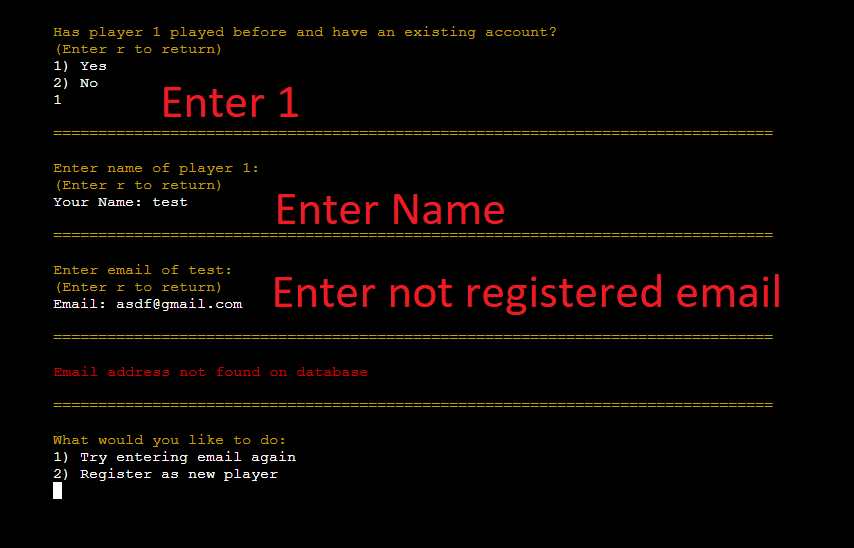 Has player 1 played before and have an existing account?
(Enter r to return)
1) Yes
2) No
1
Enter 1
================================================================================
Enter name of player 1:
(Enter r to return)
Your Name: test
Enter Name
================================================================================
Enter email of test:
(Enter r to return)
Email: asdf@gmail.com
Enter not registered email
================================================================================
Email address not found on database
================================================================================
What would you like to do:
1) Try entering email again
2) Register as new player